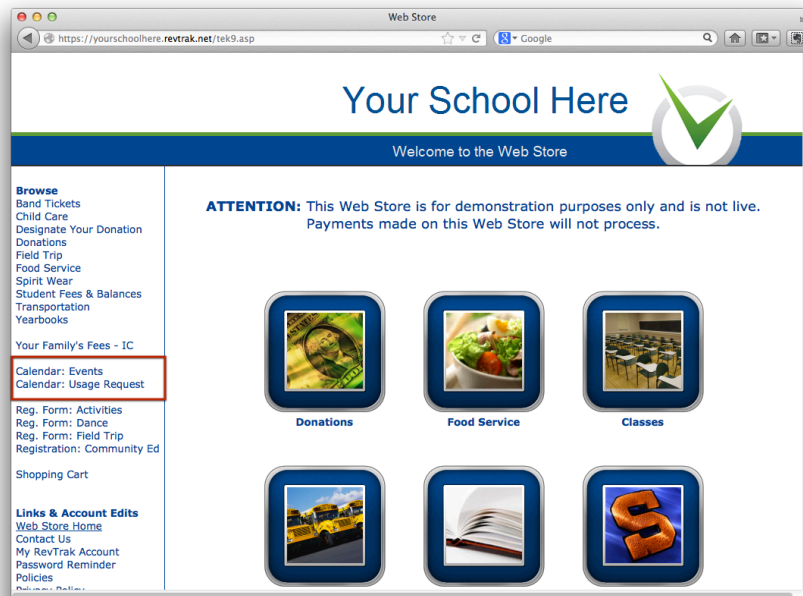 Web Store
https://yourschoolhere.revtrak.net/tek9.asp
Google
Your School Here
Welcome to the Web Store
Browse
Band Tickets
Child Care
Designate Your Donation
Donations
Field Trip
Food Service
Spirit Wear
Student Fees & Balances
Transportation
Yearbooks
Your Family's Fees - IC
Calendar: Events
Calendar: Usage Request
Reg. Form: Activities
Reg. Form: Dance
Reg. Form: Field Trip
Registration: Community Ed
Shopping Cart
Links & Account Edits
Web Store Home
Contact Us
My RevTrak Account
Password Reminder
Policies
Privacy Policy
ATTENTION: This Web Store is for demonstration purposes only and is not live.
Payments made on this Web Store will not process.
Donations
Food Service
Classes
S